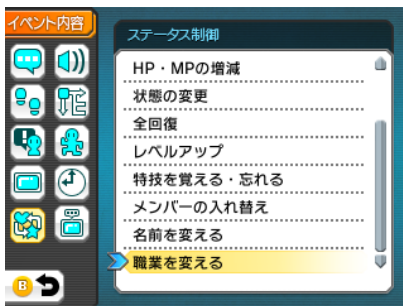 イベント内容
ステータス制御
HP・MPの増減
状態の変更
全回復
レベルアップ
特技を覚える・忘れる
メンバーの入れ替え
名前を変える
職業を変える
B